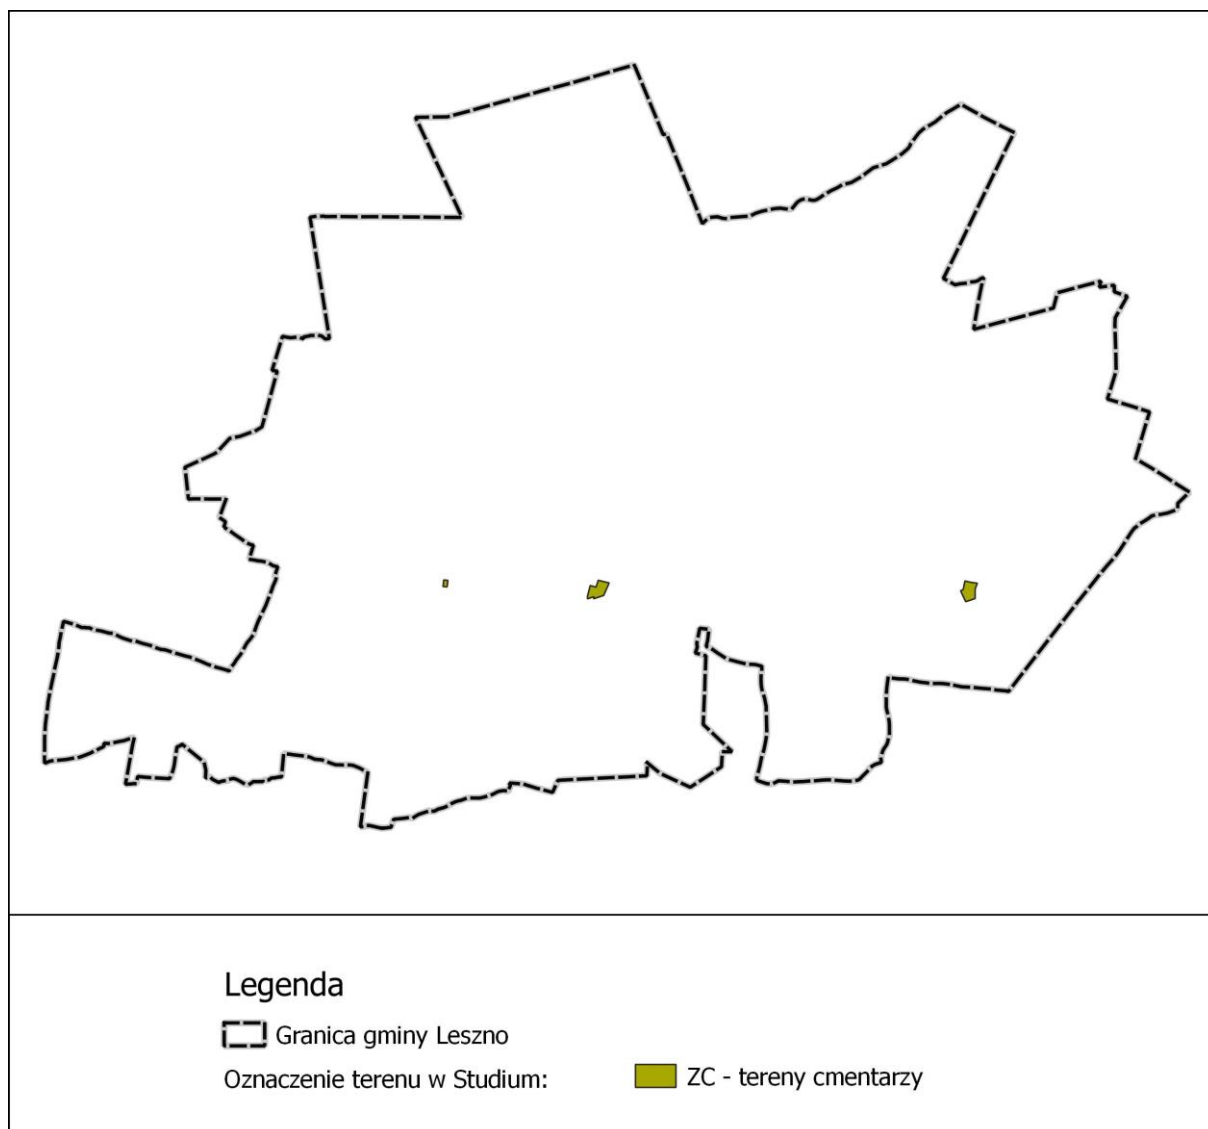 Legenda
Granica gminy Leszno
Oznaczenie terenu w Studium: ZC - tereny cmentarzy